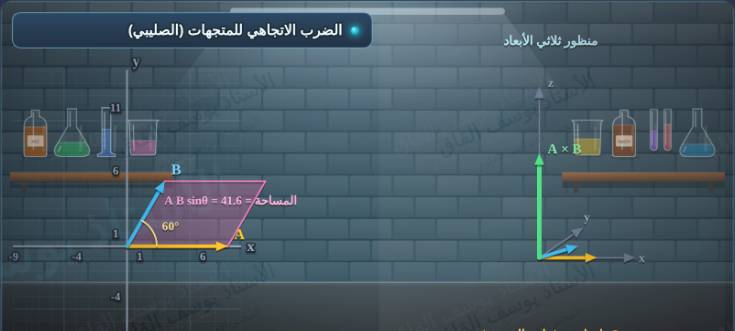 الضرب الاتجاهي للمتجهات (الصليبي)
منظور ثلاثي الأبعاد
y
z
11
A × B
6
B
A B sinθ = 41.6 = المساحة
y
60°
1
A
x
x
-9
-4
1
6
-4